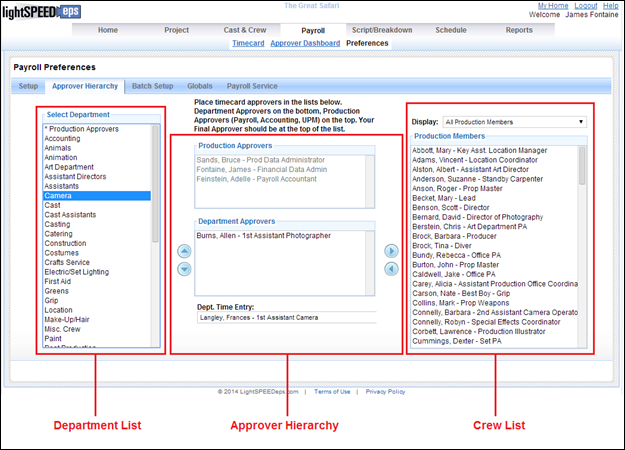 lightSPEED eps
The Great Safari
My Home Logout Help
Welcome James Fontaine
Home Project Cast & Crew Payroll Script/Breakdown Schedule Reports
Timecard Approver Dashboard Preferences
Payroll Preferences
Setup Approver Hierarchy Batch Setup Globals Payroll Service
Select Department
* Production Approvers
Accounting
Animals
Animation
Art Department
Assistant Directors
Assistants
Camera
Cast
Cast Assistants
Casting
Catering
Construction
Costumes
Crafts Service
Electric/Set Lighting
First Aid
Greens
Grip
Location
Make-Up/Hair
Misc. Crew
Paint
Place timecard approvers in the lists below.
Department Approvers on the bottom, Production
Approvers (Payroll, Accounting, UPM) on the top. Your
Final Approver should be at the top of the list.
Production Approvers
Sands, Bruce - Prod Data Administrator
Fontaine, James - Financial Data Admin
Feinstein, Adelle - Payroll Accountant
Department Approvers
Burns, Allen - 1st Assistant Photographer
Dept. Time Entry:
Langley, Frances - 1st Assistant Camera
Display: All Production Members
Production Members
Abbott, Mary - Key Asst. Location Manager
Adams, Vincent - Location Coordinator
Alston, Albert - Assistant Art Director
Anderson, Suzanne - Standby Carpenter
Anson, Roger - Prop Master
Becket, Mary - Lead
Benson, Scott - Director
Bernard, David - Director of Photography
Berstein, Chris - Art Department PA
Brock, Barbara - Producer
Brock, Tina - Diver
Bundy, Rebecca - Office PA
Burton, John - Prop Master
Caldwell, Jake - Office PA
Carey, Alicia - Assistant Production Office Coordina
Carson, Nate - Best Boy - Grip
Collins, Mark - Prop Weapons
Connelly, Barbara - 2nd Assistant Camera Operato
Connelly, Robyn - Special Effects Coordinator
Corbett, Lawrence - Production Illustrator
Cummings, Dexter - Set PA
© 2014 LightSPEEDeps.com | Terms of Use | Privacy Policy
Department List
Approver Hierarchy
Crew List